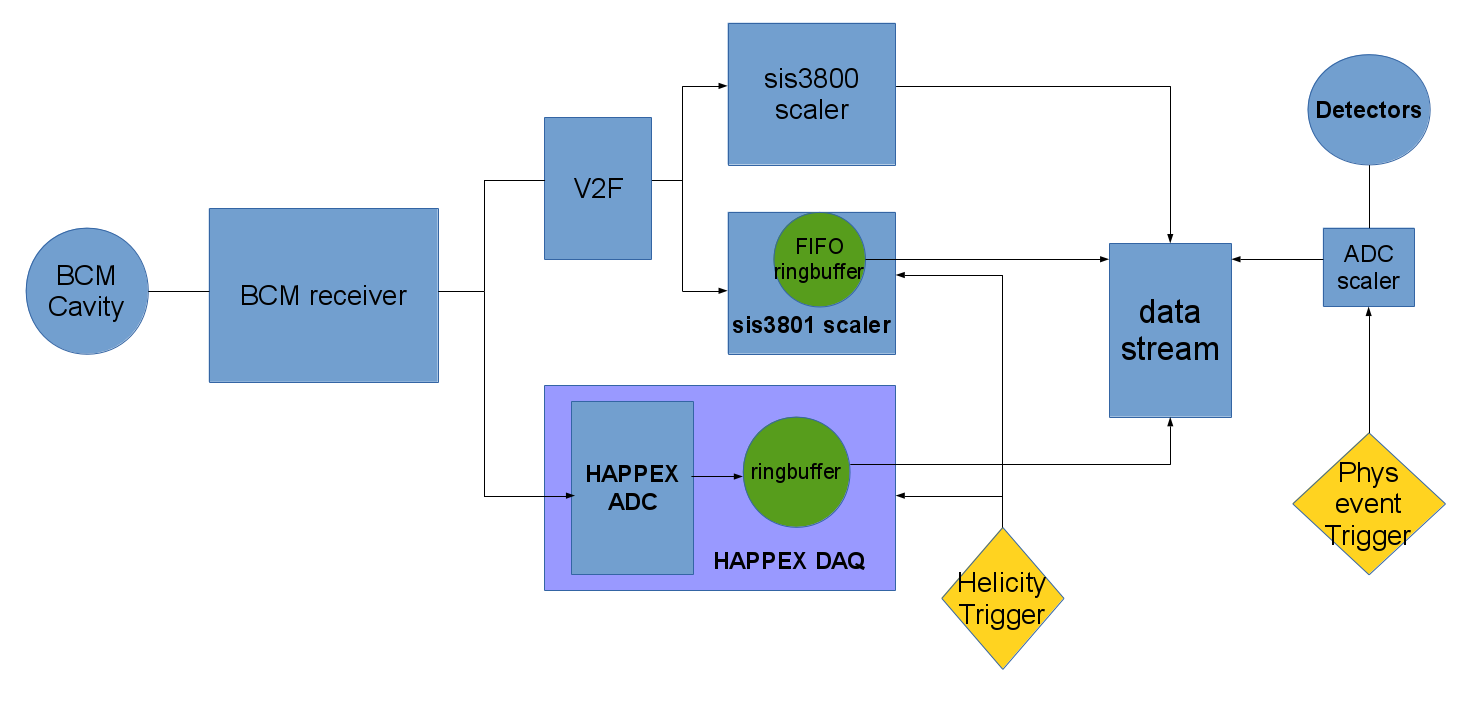 BCM
Cavity
BCM receiver
V2F
sis3800
scaler
FIFO
ringbuffer
sis3801 scaler
HAPPEX
ADC
ringbuffer
HAPPEX DAQ
Helicity
Trigger
data
stream
Detectors
ADC
scaler
Phys
event
Trigger